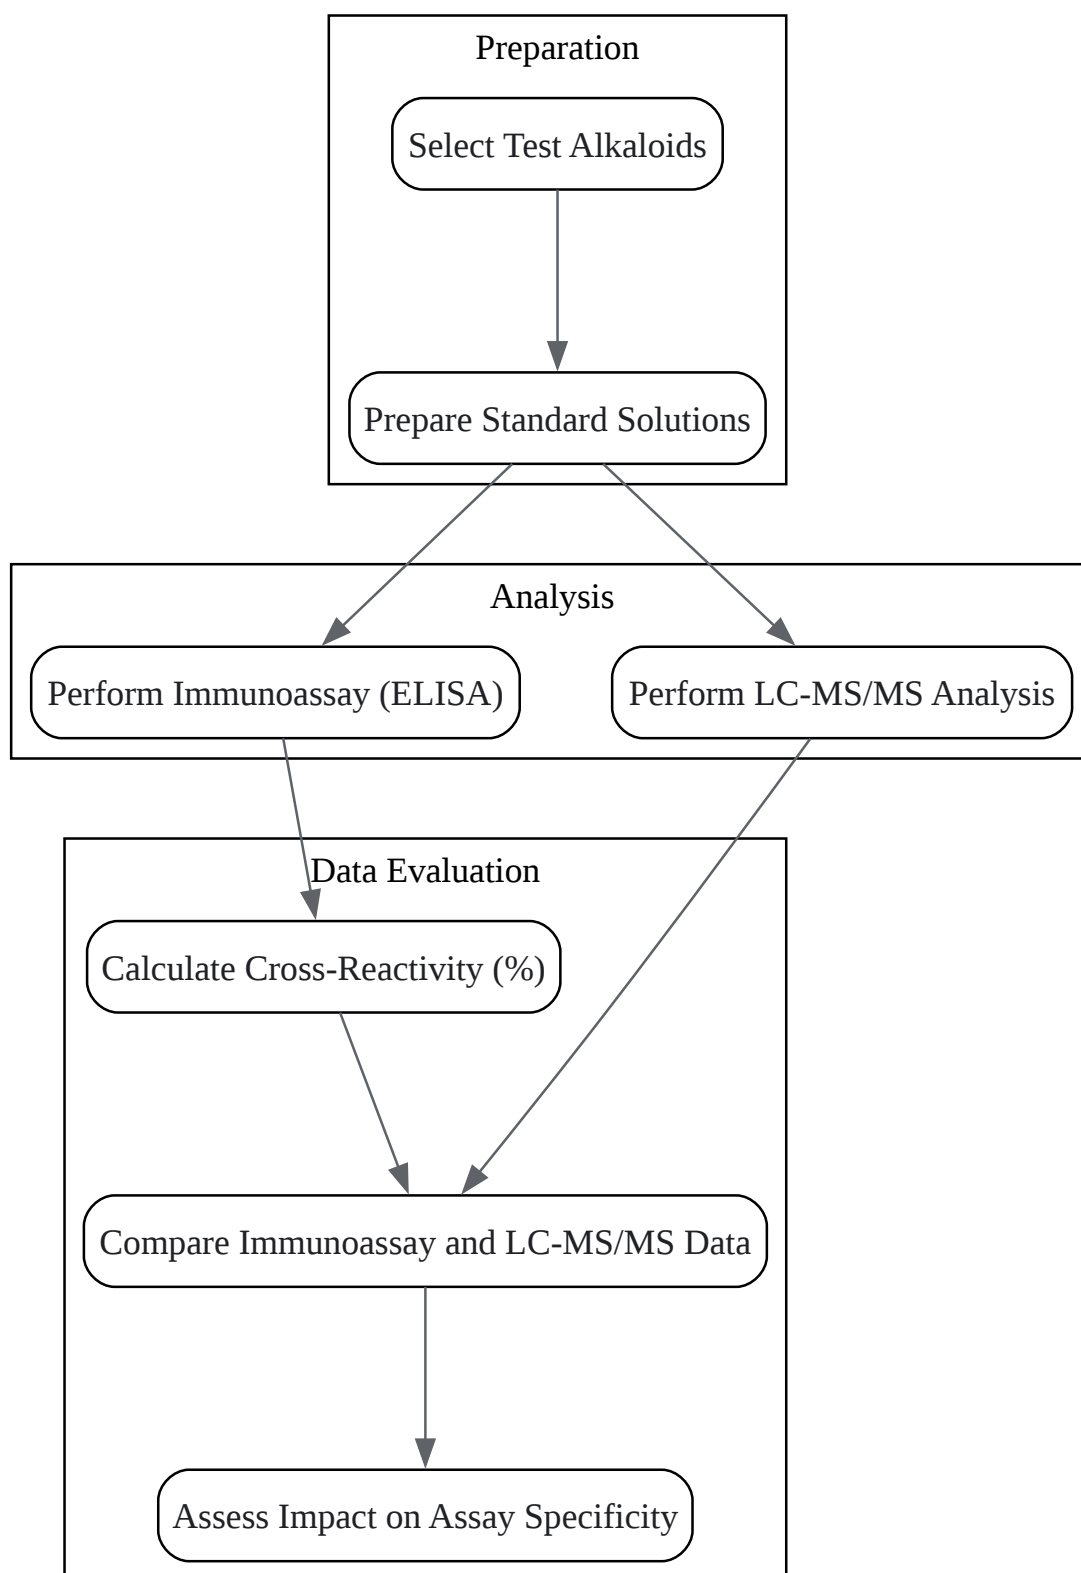 Preparation
Select Test Alkaloids
Prepare Standard Solutions
Analysis
Perform Immunoassay (ELISA)
Perform LC-MS/MS Analysis
Data Evaluation
Calculate Cross-Reactivity (%)
Compare Immunoassay and LC-MS/MS Data
Assess Impact on Assay Specificity